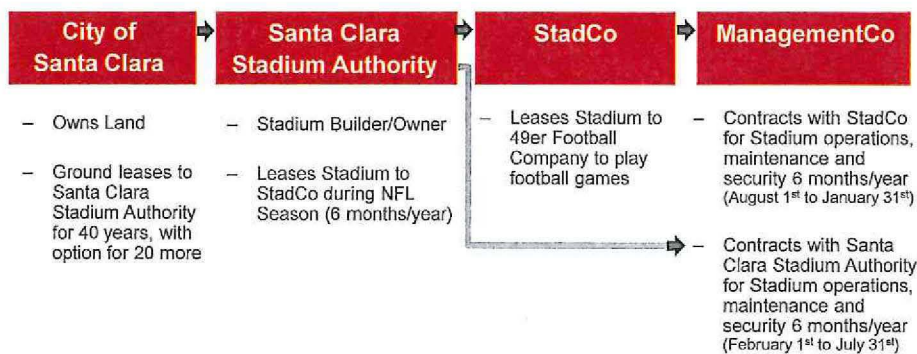 City of
Santa Clara
Santa Clara
Stadium Authority
StadCo
ManagementCo
– Owns Land
– Ground leases to
Santa Clara
Stadium Authority
for 40 years, with
option for 20 more
– Stadium Builder/Owner
– Leases Stadium to
StadCo during NFL
Season (6 months/year)
– Leases Stadium to
49er Football
Company to play
football games
– Contracts with StadCo
for Stadium operations,
maintenance and
security 6 months/year
(August 1st to January 31st)
– Contracts with Santa
Clara Stadium Authority
for Stadium operations,
maintenance and
security 6 months/year
(February 1st to July 31st)